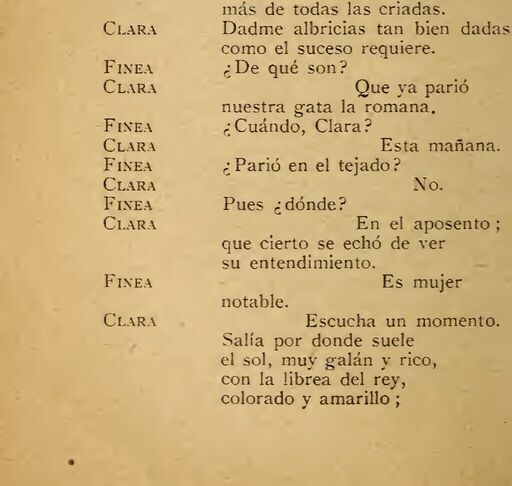 más de todas las criadas.
CLARA Dadme albricias tan bien dadas
como el suceso requiere.
FINEA ¿De qué son?
CLARA Que ya parió
nuestra gata la romana.
FINEA ¿Cuándo, Clara?
CLARA Esta mañana.
FINEA ¿Parió en el tejado?
CLARA No.
FINEA Pues ¿dónde?
CLARA En el aposento;
que cierto se echó de ver
su entendimiento.
FINEA Es mujer
notable.
CLARA Escucha un momento.
Salía por donde suele
el sol, muy galán y rico,
con la librea del rey,
colorado y amarillo;